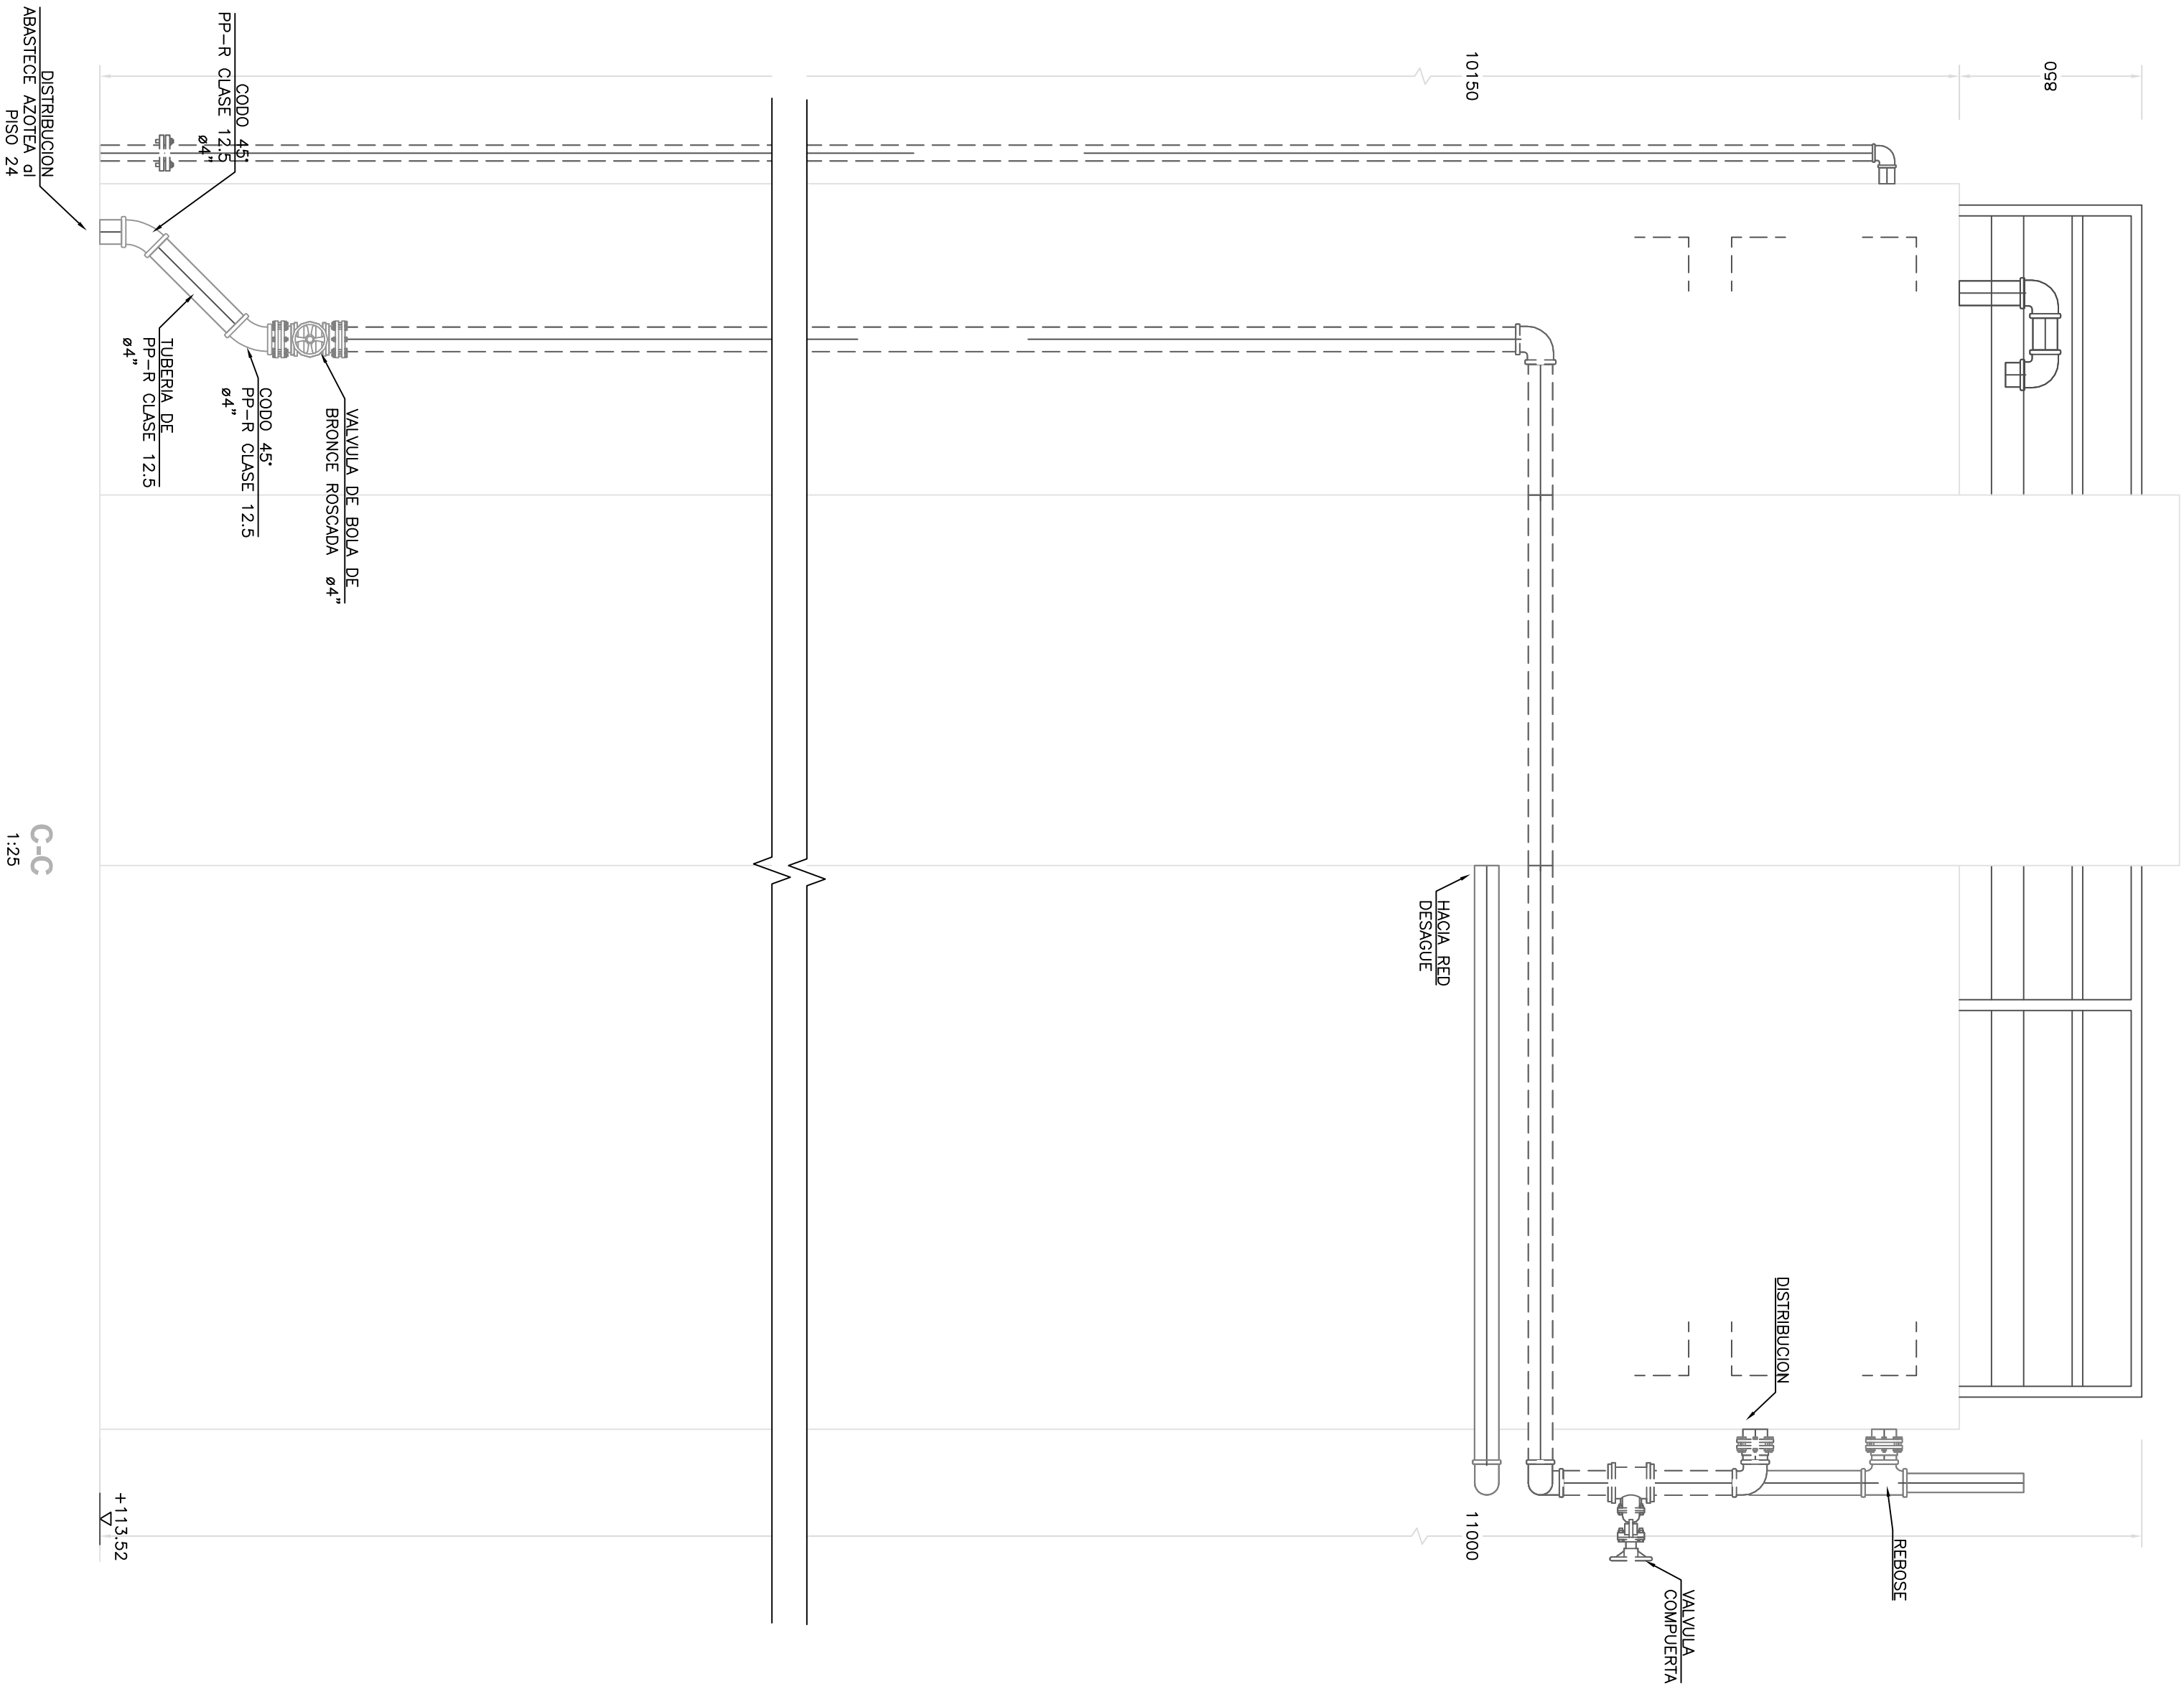 850
10150
REBOSE
DISTRIBUCION
VALVULA
COMPUERTA
HACIA RED
DESAGUE
11000
VALVULA DE BOLA DE
BRONCE ROSCADA ø4"
CODO 45°
PP-R CLASE 12.5
ø4"
CODO 45°
PP-R CLASE 12.5
ø4"
TUBERIA DE
PP-R CLASE 12.5
ø4"
DISTRIBUCION
ABASTECE AZOTEA al
PISO 24
+113.52
C-C
1:25